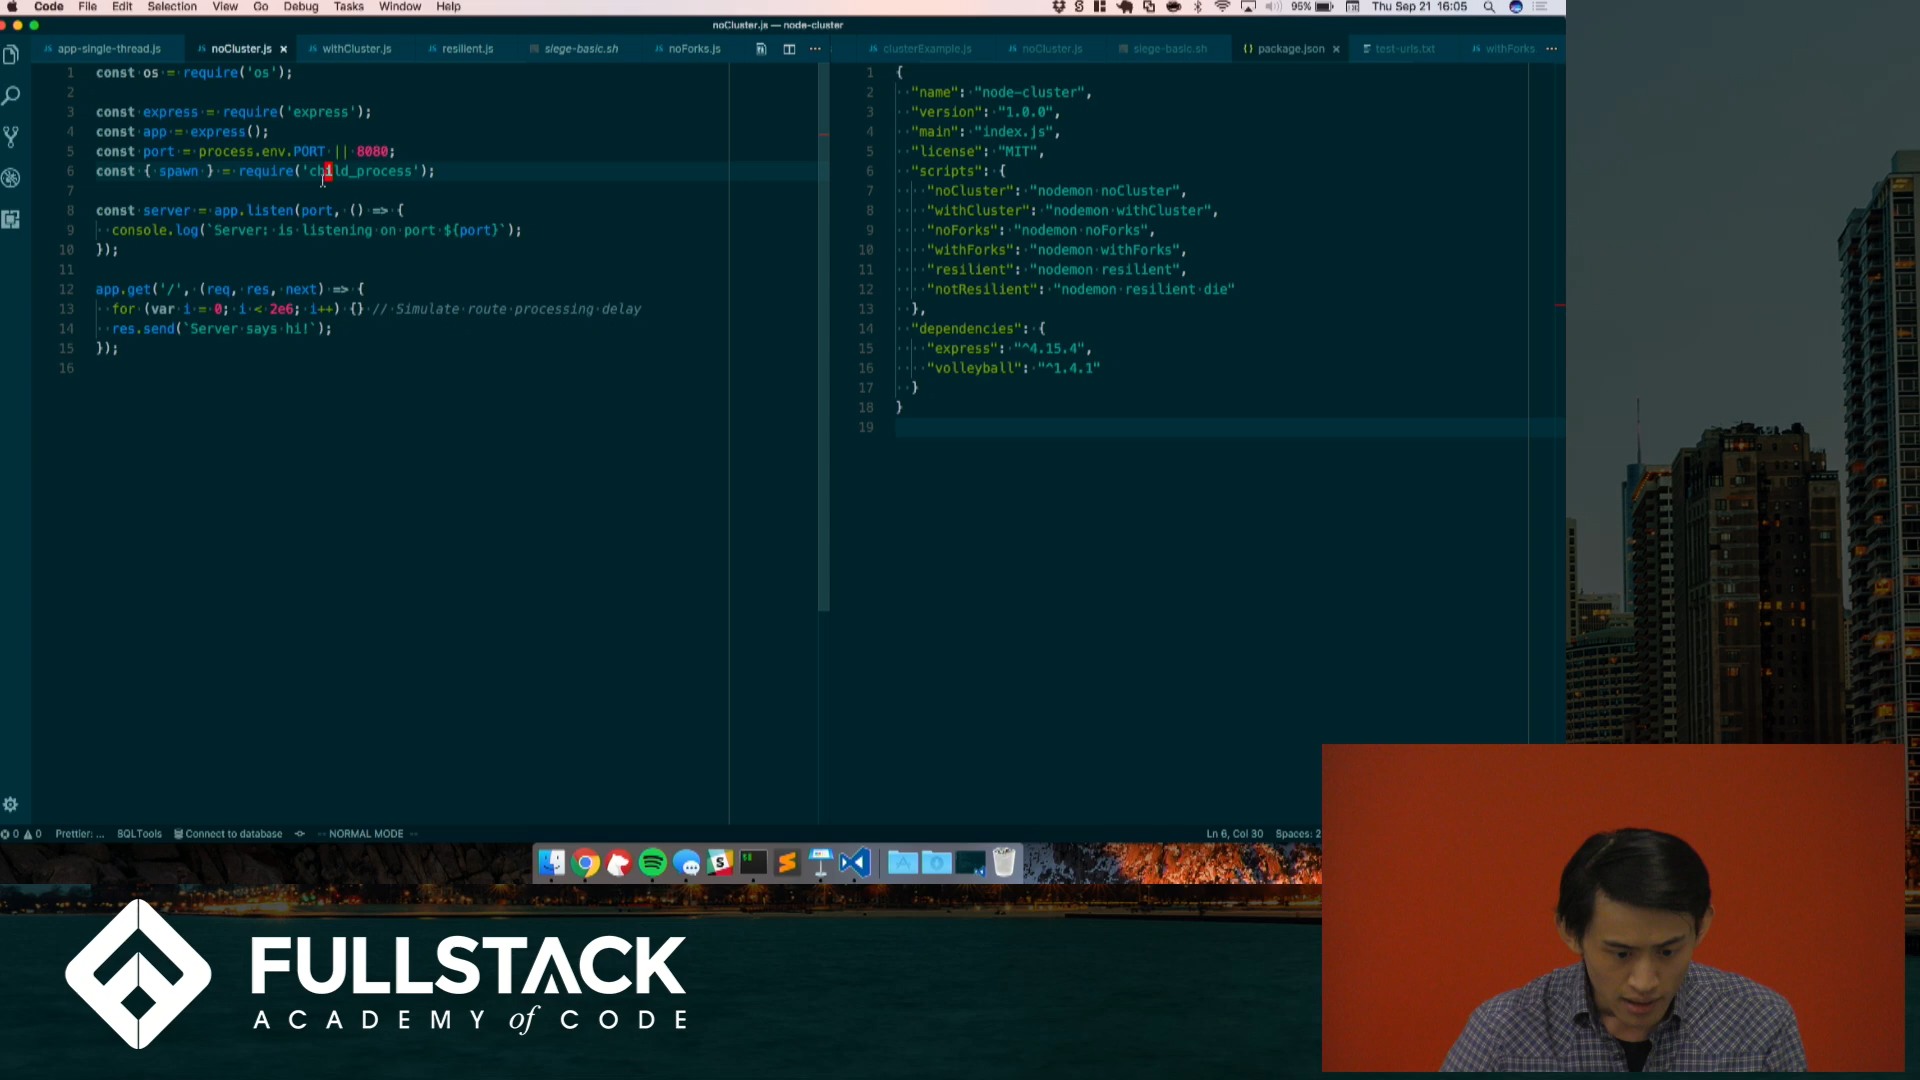 Code File Edit Selection View Go Debug Tasks Window Help
95% Thu Sep 21 16:05
noCluster.js — node-cluster
app-single-thread.js noCluster.js withCluster.js resilient.js siege-basic.sh noForks.js
1 const os = require('os');
2
3 const express = require('express');
4 const app = express();
5 const port = process.env.PORT || 8080;
6 const { spawn } = require('child_process');
7
8 const server = app.listen(port, () => {
9 console.log(`Server: is listening on port ${port}`);
10 });
11
12 app.get('/', (req, res, next) => {
13 for (var i = 0; i < 2e6; i++) {} // Simulate route processing delay
14 res.send(`Server says hi!`);
15 });
16
clusterExample.js noCluster.js siege-basic.sh package.json test-urls.txt withForks
1 {
2 "name": "node-cluster",
3 "version": "1.0.0",
4 "main": "index.js",
5 "license": "MIT",
6 "scripts": {
7 "noCluster": "nodemon noCluster",
8 "withCluster": "nodemon withCluster",
9 "noForks": "nodemon noForks",
10 "withForks": "nodemon withForks",
11 "resilient": "nodemon resilient",
12 "notResilient": "nodemon resilient die"
13 },
14 "dependencies": {
15 "express": "^4.15.4",
16 "volleyball": "^1.4.1"
17 }
18 }
19
0 0 Prettier: ... SQLTools Connect to database -- NORMAL MODE --
Ln 6, Col 30 Spaces: 2
FULLSTACK
ACADEMY of CODE